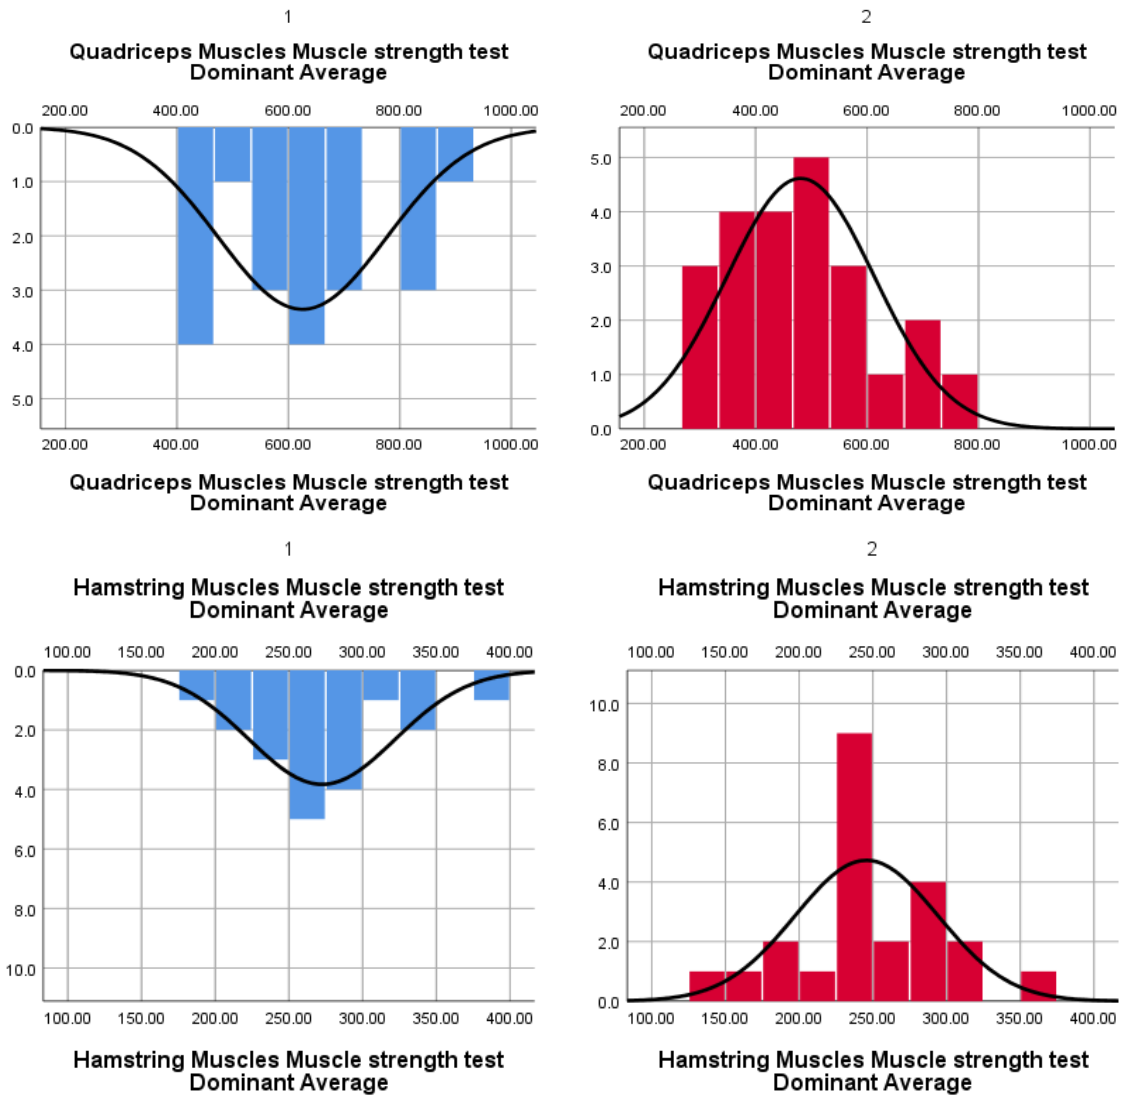 1
Quadriceps Muscles Muscle strength test
Dominant Average
200.00 400.00 600.00 800.00 1000.00
0.0
1.0
2.0
3.0
4.0
5.0
200.00 400.00 600.00 800.00 1000.00
Quadriceps Muscles Muscle strength test
Dominant Average
2
Quadriceps Muscles Muscle strength test
Dominant Average
200.00 400.00 600.00 800.00 1000.00
5.0
4.0
3.0
2.0
1.0
0.0
200.00 400.00 600.00 800.00 1000.00
Quadriceps Muscles Muscle strength test
Dominant Average
1
Hamstring Muscles Muscle strength test
Dominant Average
100.00 150.00 200.00 250.00 300.00 350.00 400.00
0.0
2.0
4.0
6.0
8.0
10.0
100.00 150.00 200.00 250.00 300.00 350.00 400.00
Hamstring Muscles Muscle strength test
Dominant Average
2
Hamstring Muscles Muscle strength test
Dominant Average
100.00 150.00 200.00 250.00 300.00 350.00 400.00
10.0
8.0
6.0
4.0
2.0
0.0
100.00 150.00 200.00 250.00 300.00 350.00 400.00
Hamstring Muscles Muscle strength test
Dominant Average